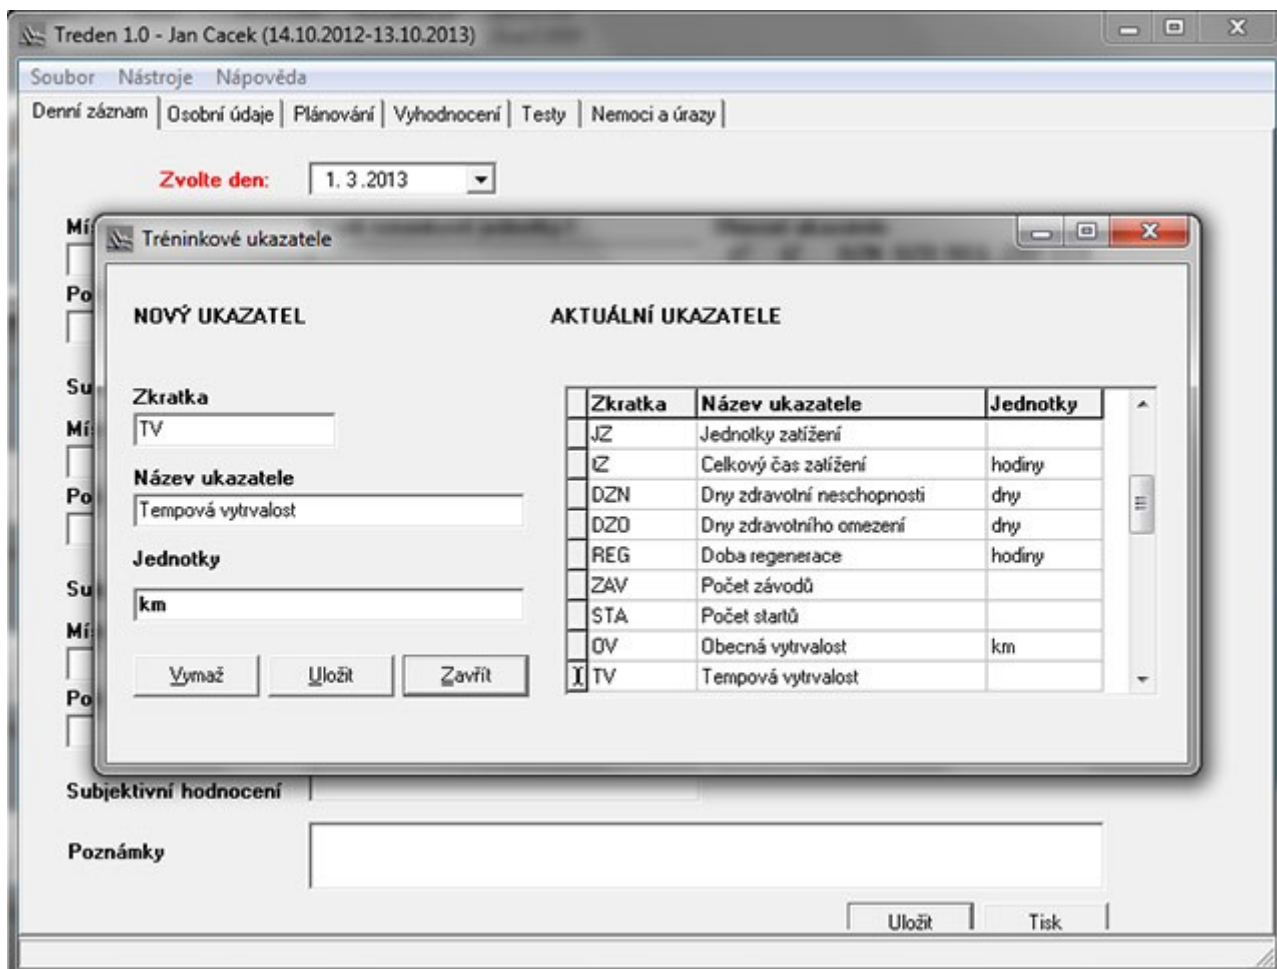 Treden 1.0 - Jan Cacek (14.10.2012-13.10.2013)
Soubor Nástroje Nápověda
Denní záznam Osobní údaje Plánování Vyhodnocení Testy Nemoci a úrazy
Zvolte den: 1. 3 .2013
Tréninkové ukazatele
NOVÝ UKAZATEL
Zkratka
TV
Název ukazatele
Tempová vytrvalost
Jednotky
km
Vymaž Uložit Zavřít
AKTUÁLNÍ UKAZATELE
Zkratka Název ukazatele Jednotky
JZ Jednotky zatížení
tZ Celkový čas zatížení hodiny
DZN Dny zdravotní neschopnosti dny
DZO Dny zdravotního omezení dny
REG Doba regenerace hodiny
ZAV Počet závodů
STA Počet startů
OV Obecná vytrvalost km
TV Tempová vytrvalost
Subjektivní hodnocení
Poznámky
Uložit Tisk